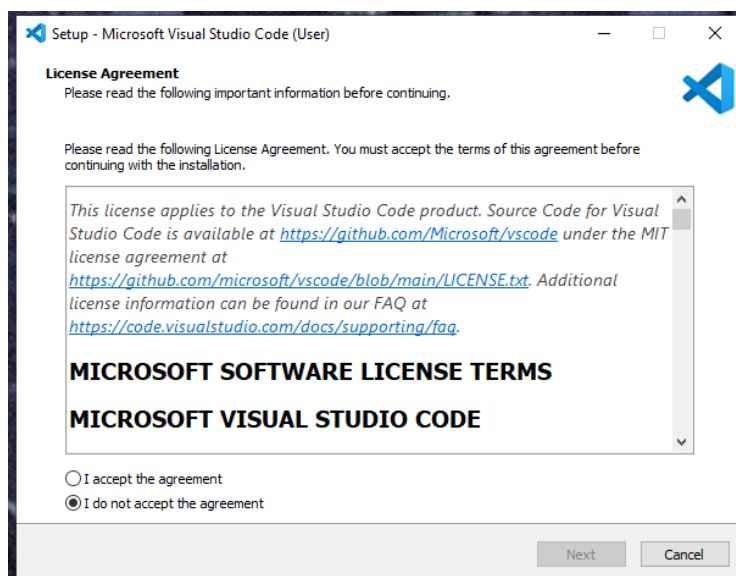 Setup - Microsoft Visual Studio Code (User)
License Agreement
Please read the following important information before continuing.
Please read the following License Agreement. You must accept the terms of this agreement before
continuing with the installation.
This license applies to the Visual Studio Code product. Source Code for Visual
Studio Code is available at https://github.com/Microsoft/vscode under the MIT
license agreement at
https://github.com/microsoft/vscode/blob/main/LICENSE.txt. Additional
license information can be found in our FAQ at
https://code.visualstudio.com/docs/supporting/faq.
MICROSOFT SOFTWARE LICENSE TERMS
MICROSOFT VISUAL STUDIO CODE
I accept the agreement
I do not accept the agreement
Next Cancel